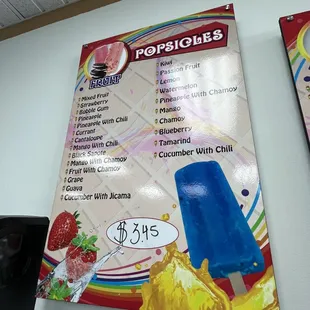 FRUIT
POPSICLES
Mixed Fruit
Strawberry
Bubble Gum
Pineapple
Pineapple With Chili
Currant
Cantaloupe
Mango With Chili
Black Sapote
Mango With Chamoy
Fruit With Chamoy
Grape
Guava
Cucumber With Jicama
Kiwi
Passion Fruit
Lemon
Watermelon
Pineapple With Chamoy
Mango
Chamoy
Blueberry
Tamarind
Cucumber With Chili
$3.45